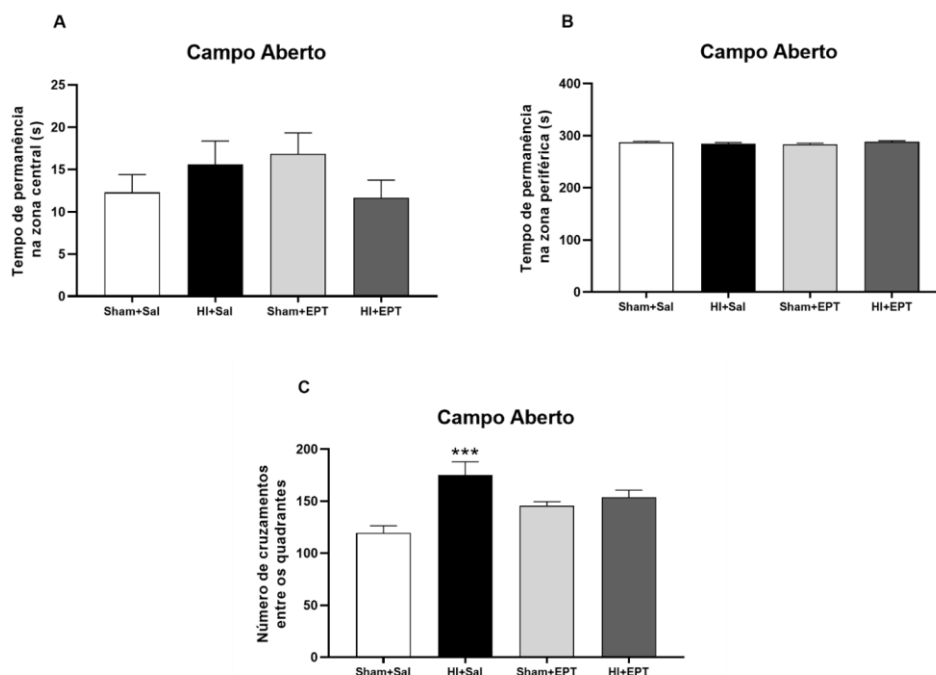 A
Campo Aberto
Tempo de permanência
na zona central (s)
25
20
15
10
5
0
Sham+Sal HI+Sal Sham+EPT HI+EPT
B
Campo Aberto
Tempo de permanência
na zona periférica (s)
400
300
200
100
0
Sham+Sal HI+Sal Sham+EPT HI+EPT
C
Campo Aberto
Número de cruzamentos
entre os quadrantes
200
150
100
50
0
***
Sham+Sal HI+Sal Sham+EPT HI+EPT